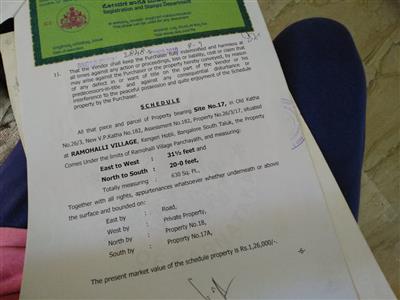 Registration and Stamps Department
11. That the Vendor shall keep the Purchaser fully indemnified and harmless at
all times against any action or proceedings, loss or liability, cost or claim that
may arise against the Purchaser or the property hereby conveyed, by reason
of any defect in or want of title on the part of the Vendor or his
predecessors-in-title and against any consequential disturbance, or
interference to the peaceful possession and quiet enjoyment of the Schedule
property by the Purchaser.
SCHEDULE
All that piece and parcel of Property bearing Site No.17, in Old Katha
No.26/3, New V.P.Katha No.182, Assessment No.182, Property No.26/3/17, situated
at RAMOHALLI VILLAGE, Kengeri Hobli, Bangalore South Taluk, the Property
Comes Under the limits of Ramohalli Village Panchayath, and measuring:
East to West : 31½ feet and
North to South : 20-0 feet,
Totally measuring : 630 Sq. Ft.,
Together with all rights, appurtenances whatsoever whether underneath or above
the surface and bounded on:
East by : Road,
West by : Private Property,
North by : Property No.18,
South by : Property No.17A,
The present market value of the schedule property is Rs.1,26,000/-.